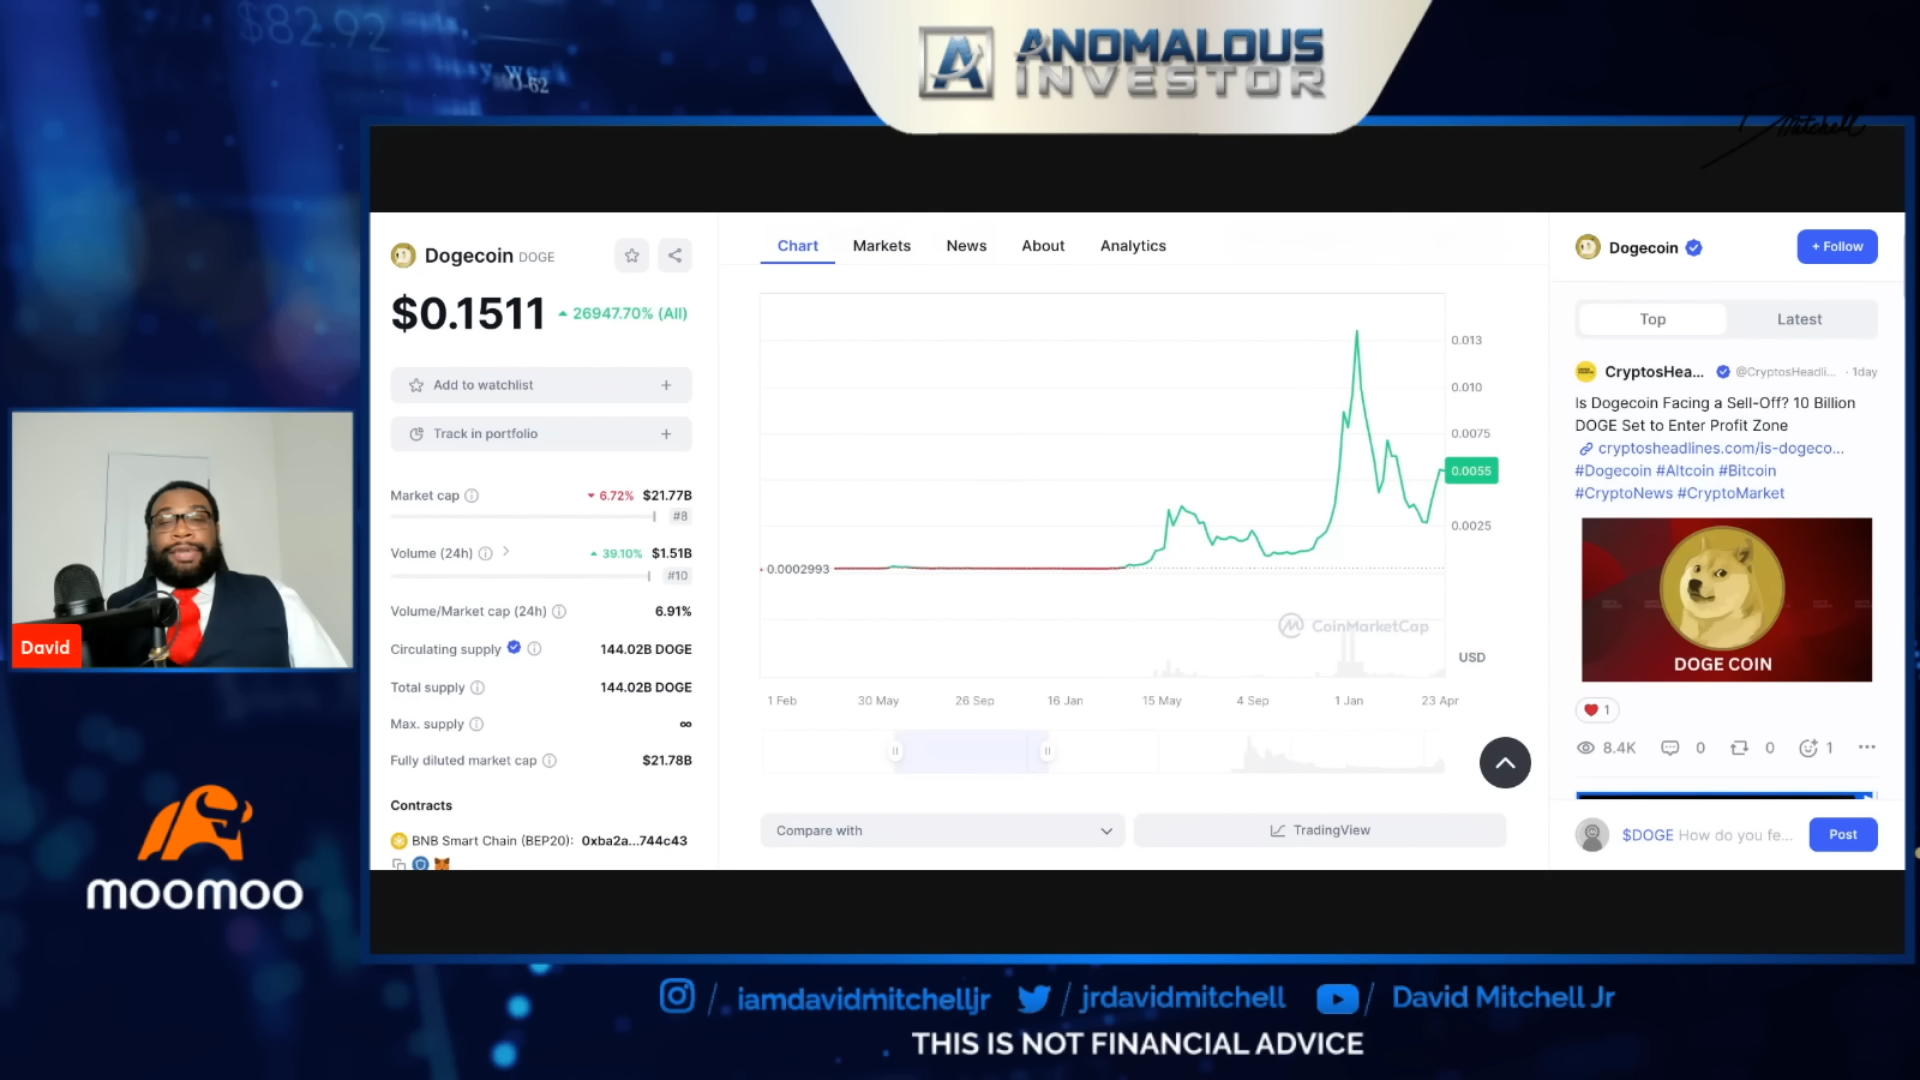 $82.92
ANOMALOUS
INVESTOR
Mitchell
Dogecoin DOGE
$0.1511 26947.70% (All)
Add to watchlist +
Track in portfolio +
Market cap 6.72% $21.77B
#8
Volume (24h) 39.10% $1.51B
#10
Volume/Market cap (24h) 6.91%
Circulating supply 144.02B DOGE
Total supply 144.02B DOGE
Max. supply ∞
Fully diluted market cap $21.78B
Contracts
BNB Smart Chain (BEP20): 0xba2a...744c43
Chart Markets News About Analytics
0.013
0.010
0.0075
0.0055
0.0025
0.0002993
CoinMarketCap
USD
1 Feb 30 May 26 Sep 16 Jan 15 May 4 Sep 1 Jan 23 Apr
Compare with
TradingView
Dogecoin
+ Follow
Top Latest
CryptosHea... @CryptosHeadli... · 1day
Is Dogecoin Facing a Sell-Off? 10 Billion
DOGE Set to Enter Profit Zone
cryptosheadlines.com/is-dogeco...
#Dogecoin #Altcoin #Bitcoin
#CryptoNews #CryptoMarket
DOGE COIN
1
8.4K 0 0 1
$DOGE How do you fe...
Post
David
moomoo
/ iamdavidmitchelljr / jrdavidmitchell / David Mitchell Jr
THIS IS NOT FINANCIAL ADVICE